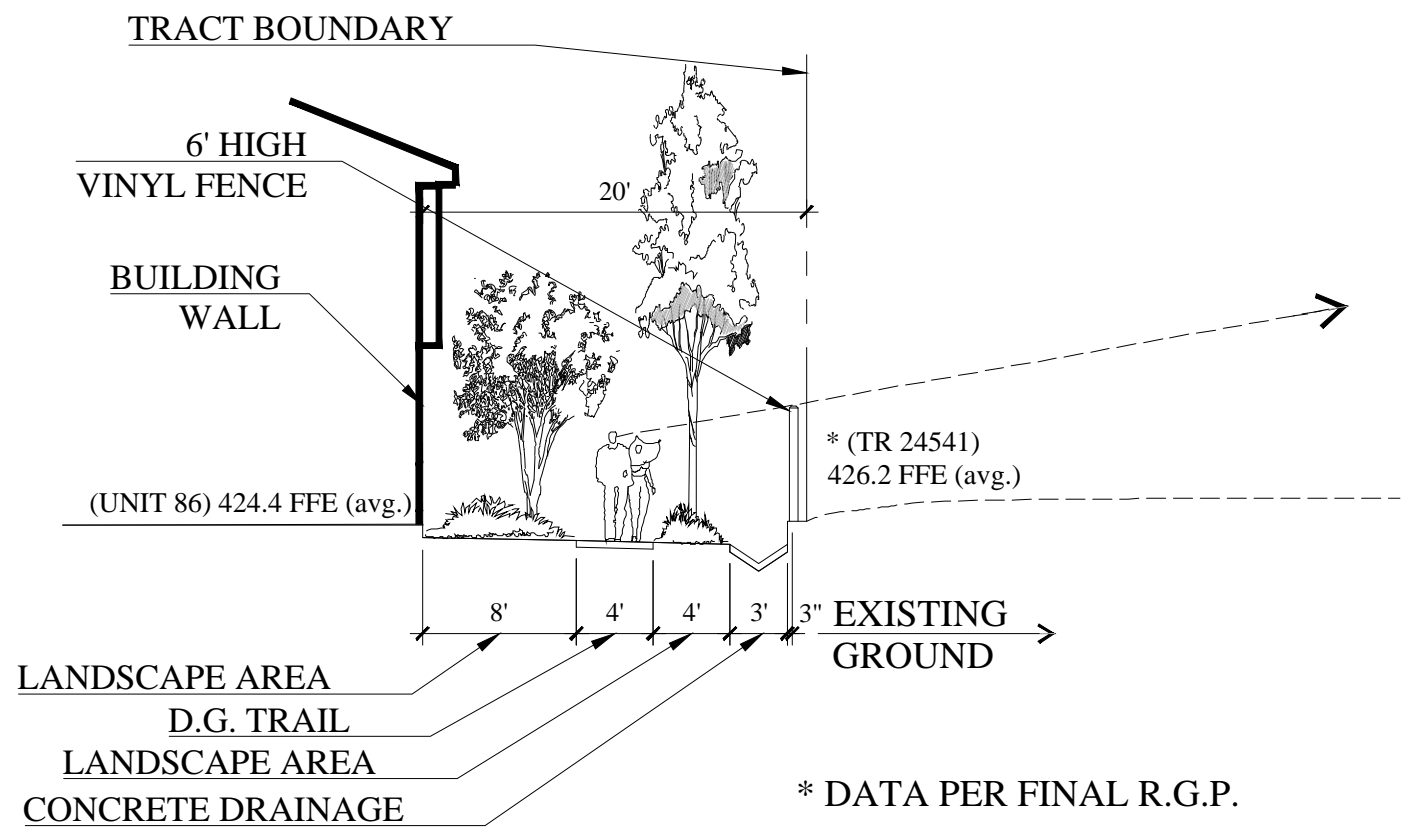 TRACT BOUNDARY
6' HIGH
VINYL FENCE
20'
BUILDING
WALL
* (TR 24541)
426.2 FFE (avg.)
(UNIT 86) 424.4 FFE (avg.)
8'
4'
4'
3'
3"
EXISTING
GROUND
LANDSCAPE AREA
D.G. TRAIL
LANDSCAPE AREA
CONCRETE DRAINAGE
* DATA PER FINAL R.G.P.